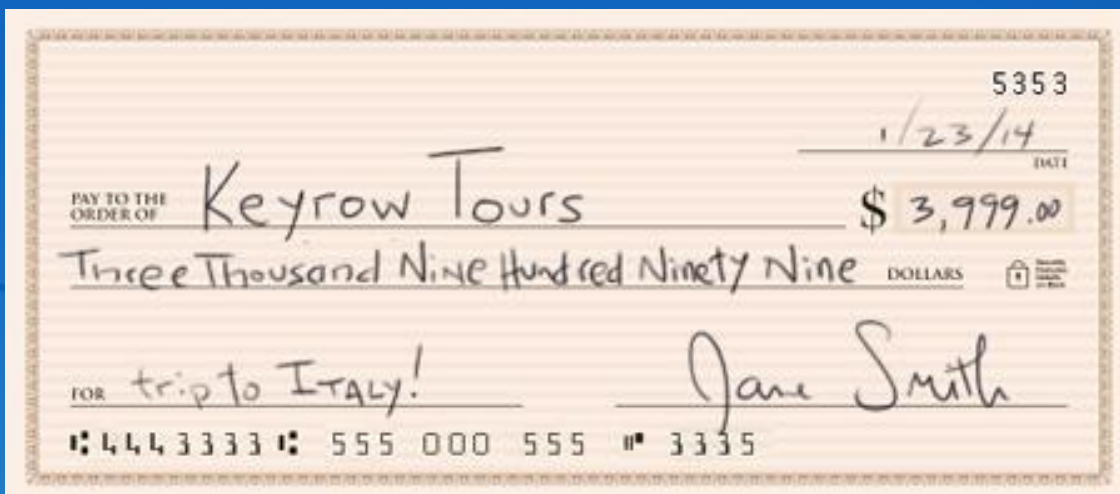 5353
1/23/14
DATE
PAY TO THE
ORDER OF Keyrow Tours $ 3,999.00
Three Thousand Nine Hundred Ninety Nine DOLLARS
FOR trip to ITALY! Jane Smith
⑆4443333⑆ 555 000 555 ⑈ 3335